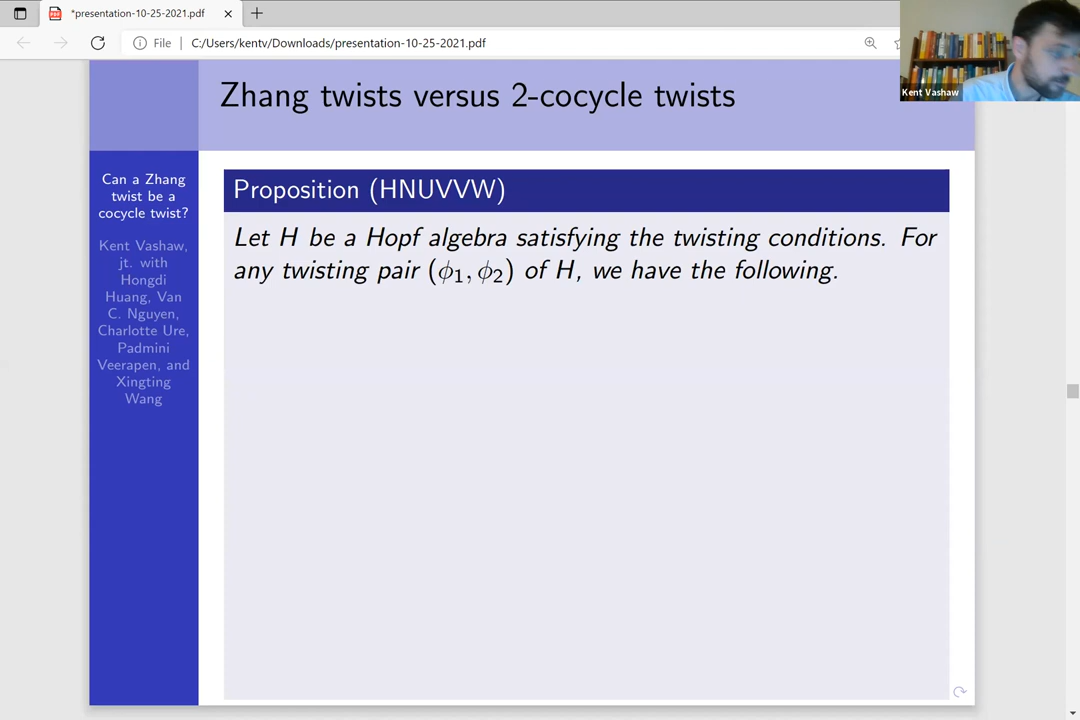 *presentation-10-25-2021.pdf
File
C:/Users/kentv/Downloads/presentation-10-25-2021.pdf
Kent Vashaw
Zhang twists versus 2-cocycle twists
Can a Zhang
twist be a
cocycle twist?
Kent Vashaw,
jt. with
Hongdi
Huang, Van
C. Nguyen,
Charlotte Ure,
Padmini
Veerapen, and
Xingting
Wang
Proposition (HNUVVW)
Let H be a Hopf algebra satisfying the twisting conditions. For
any twisting pair (ϕ₁, ϕ₂) of H, we have the following.